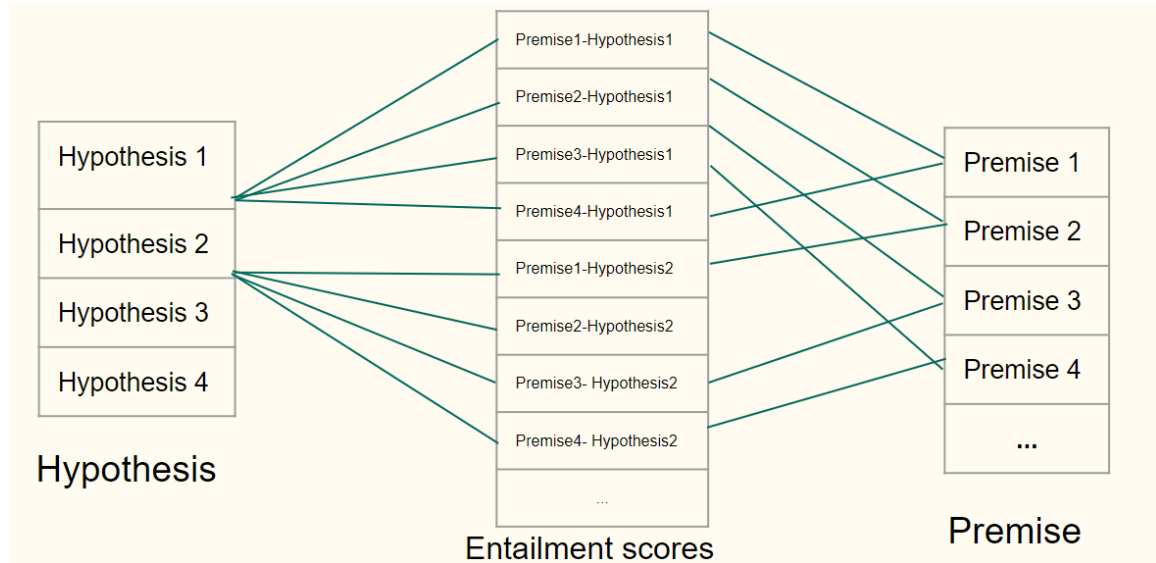 Hypothesis 1
Hypothesis 2
Hypothesis 3
Hypothesis 4
Hypothesis
Premise1-Hypothesis1
Premise2-Hypothesis1
Premise3-Hypothesis1
Premise4-Hypothesis1
Premise1-Hypothesis2
Premise2-Hypothesis2
Premise3- Hypothesis2
Premise4- Hypothesis2
...
Entailment scores
Premise 1
Premise 2
Premise 3
Premise 4
...
Premise